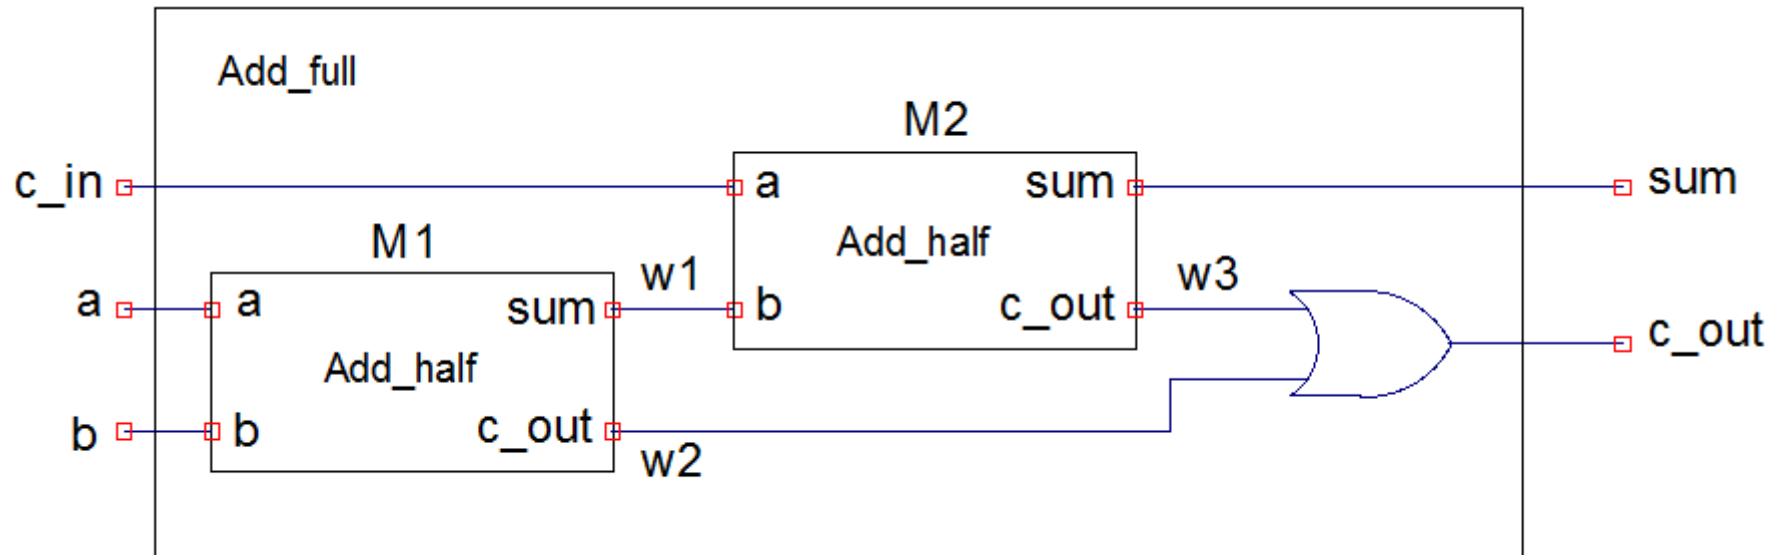 Add_full
M2
c_in
a
sum
sum
Add_half
M1
w1
b
c_out
w3
c_out
a
a
sum
Add_half
b
b
c_out
w2